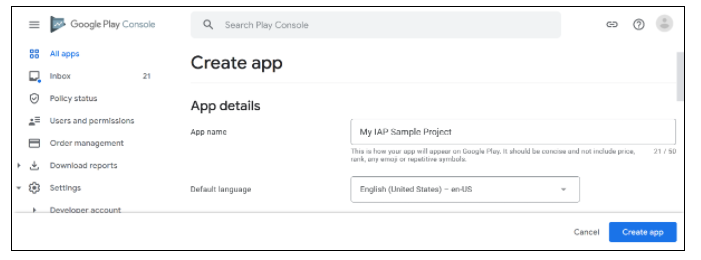 Google Play Console
Search Play Console
All apps
Inbox 21
Policy status
Users and permissions
Order management
Download reports
Settings
Developer account
Create app
App details
App name
My IAP Sample Project
This is how your app will appear on Google Play. It should be concise and not include price,
rank, any emoji or repetitive symbols.
21 / 50
Default language
English (United States) – en-US
Cancel
Create app